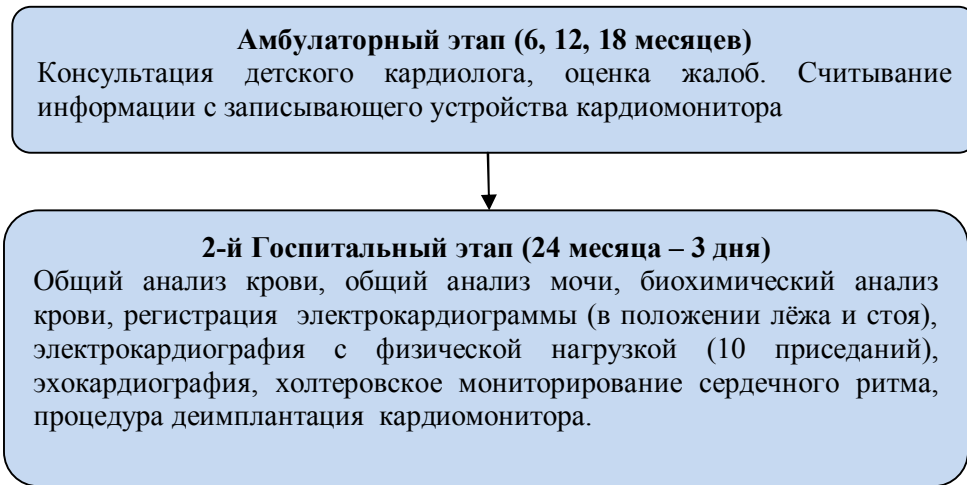 Амбулаторный этап (6, 12, 18 месяцев)
Консультация детского кардиолога, оценка жалоб. Считывание
информации с записывающего устройства кардиомонитора
2-й Госпитальный этап (24 месяца – 3 дня)
Общий анализ крови, общий анализ мочи, биохимический анализ
крови, регистрация электрокардиограммы (в положении лёжа и стоя),
электрокардиография с физической нагрузкой (10 приседаний),
эхокардиография, холтеровское мониторирование сердечного ритма,
процедура деимплантация кардиомонитора.